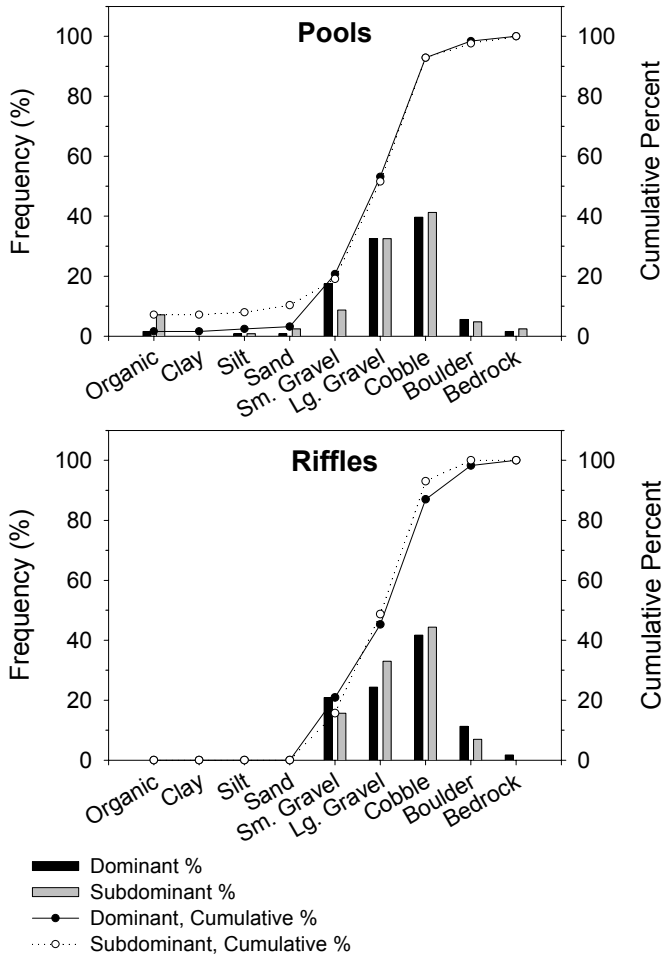 Pools
Frequency (%)
Cumulative Percent
100
80
60
40
20
0
100
80
60
40
20
0
Organic
Clay
Silt
Sand
Sm. Gravel
Lg. Gravel
Cobble
Boulder
Bedrock
Riffles
Frequency (%)
Cumulative Percent
100
80
60
40
20
0
100
80
60
40
20
0
Organic
Clay
Silt
Sand
Sm. Gravel
Lg. Gravel
Cobble
Boulder
Bedrock
Dominant %
Subdominant %
Dominant, Cumulative %
Subdominant, Cumulative %